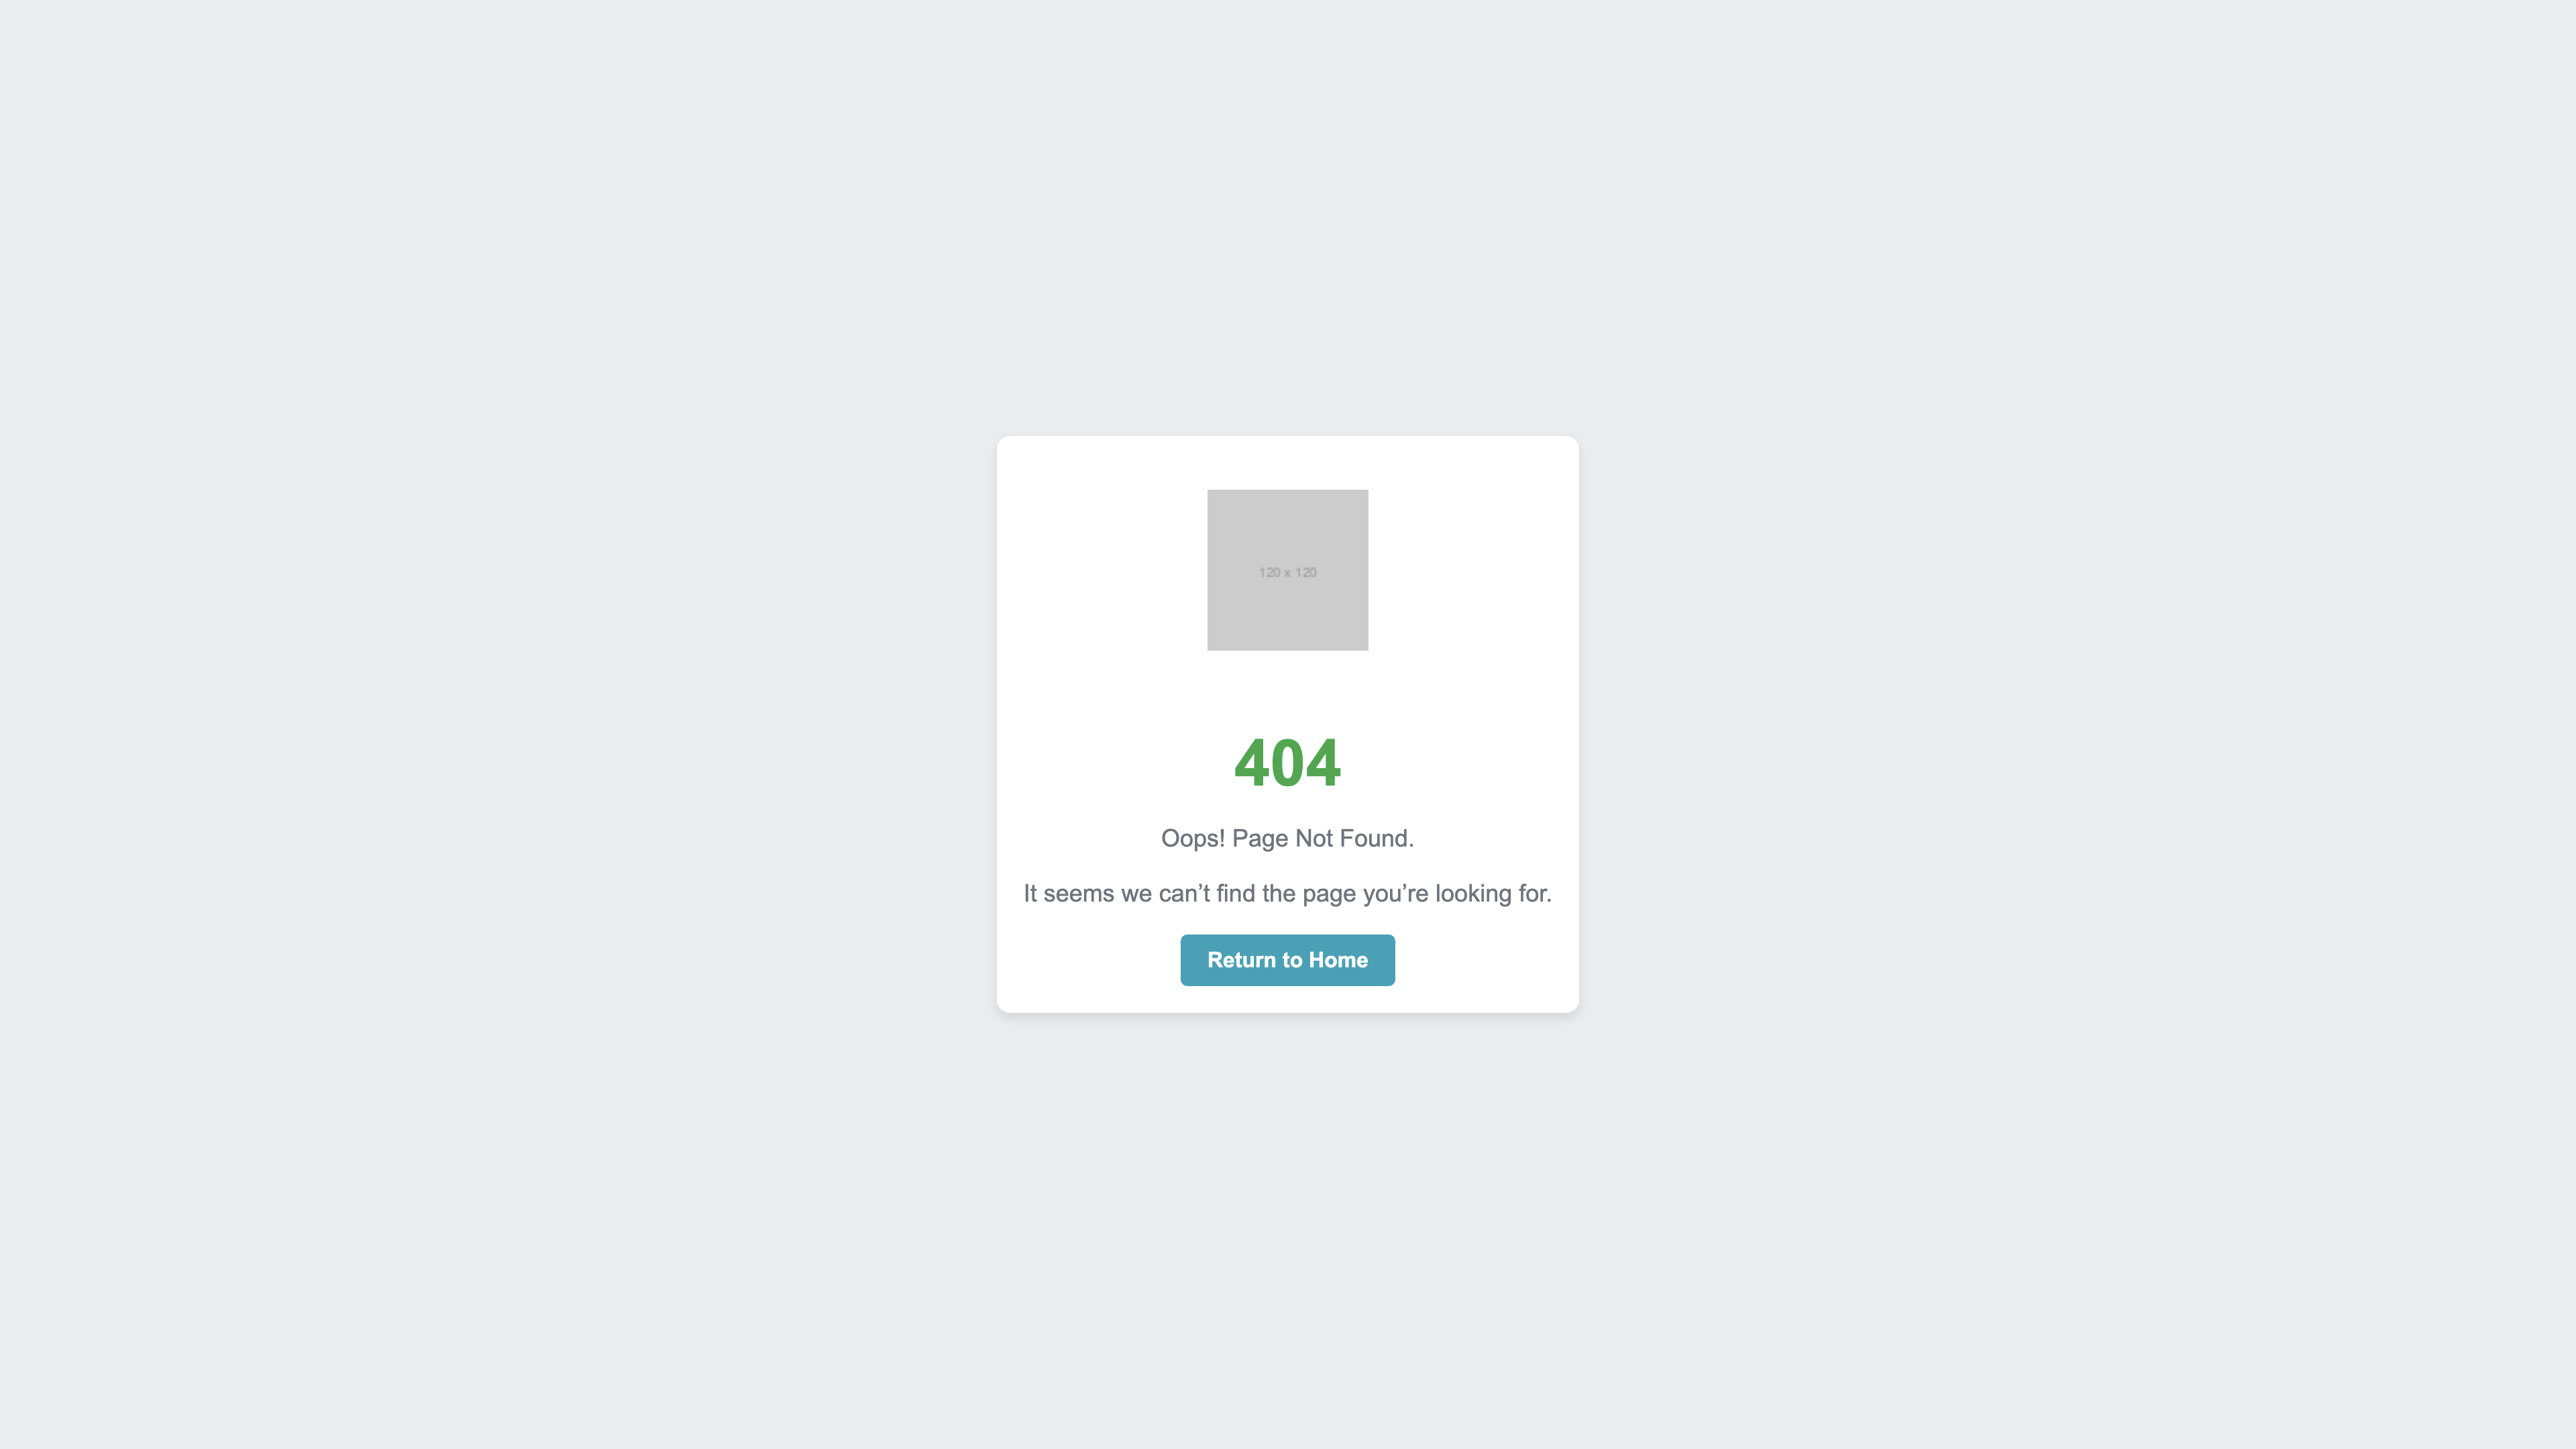 120 x 120
404
Oops! Page Not Found.
It seems we can’t find the page you’re looking for.
Return to Home